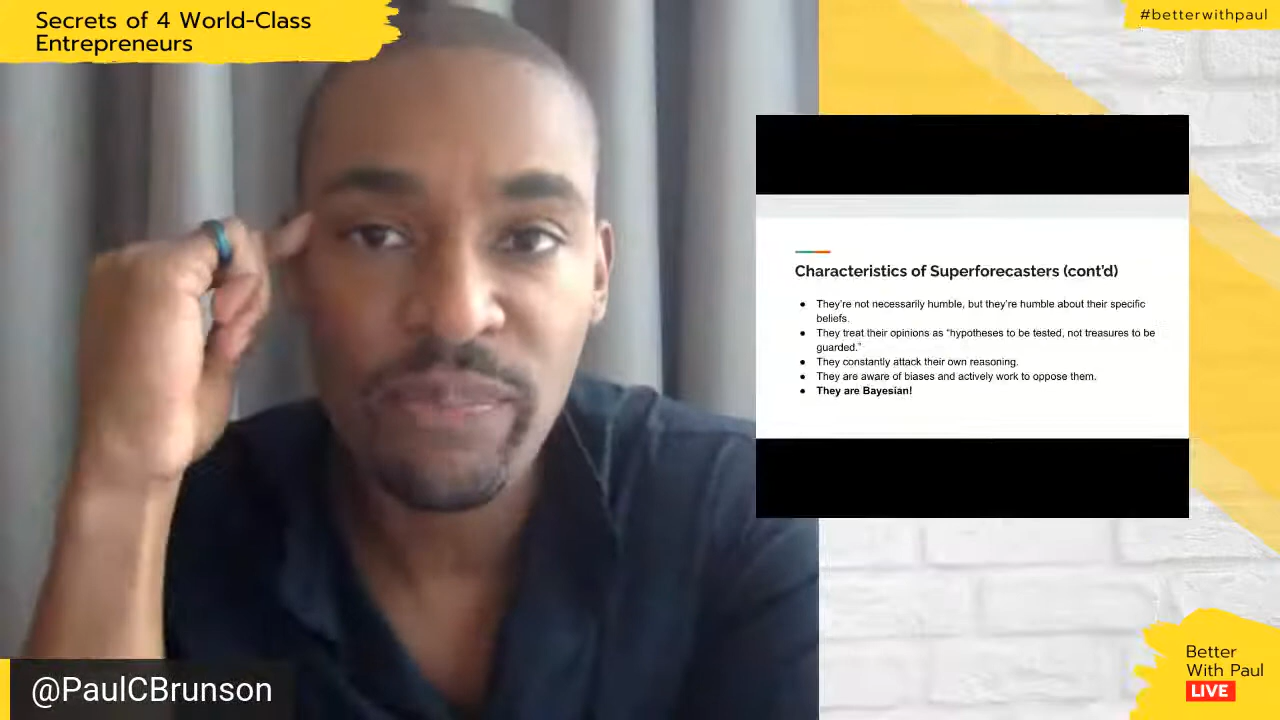 Secrets of 4 World-Class
Entrepreneurs
#betterwithpaul
Characteristics of Superforecasters (cont'd)
● They're not necessarily humble, but they're humble about their specific
beliefs.
● They treat their opinions as "hypotheses to be tested, not treasures to be
guarded."
● They constantly attack their own reasoning.
● They are aware of biases and actively work to oppose them.
● They are Bayesian!
@PaulCBrunson
Better
With Paul
LIVE